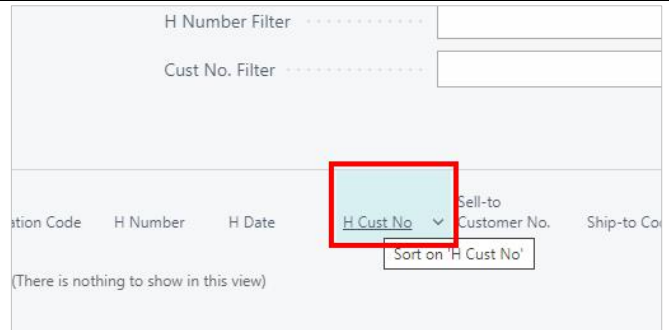 H Number Filter
Cust No. Filter
ation Code H Number H Date H Cust No Sell-to Customer No. Ship-to Co
Sort on 'H Cust No'
(There is nothing to show in this view)